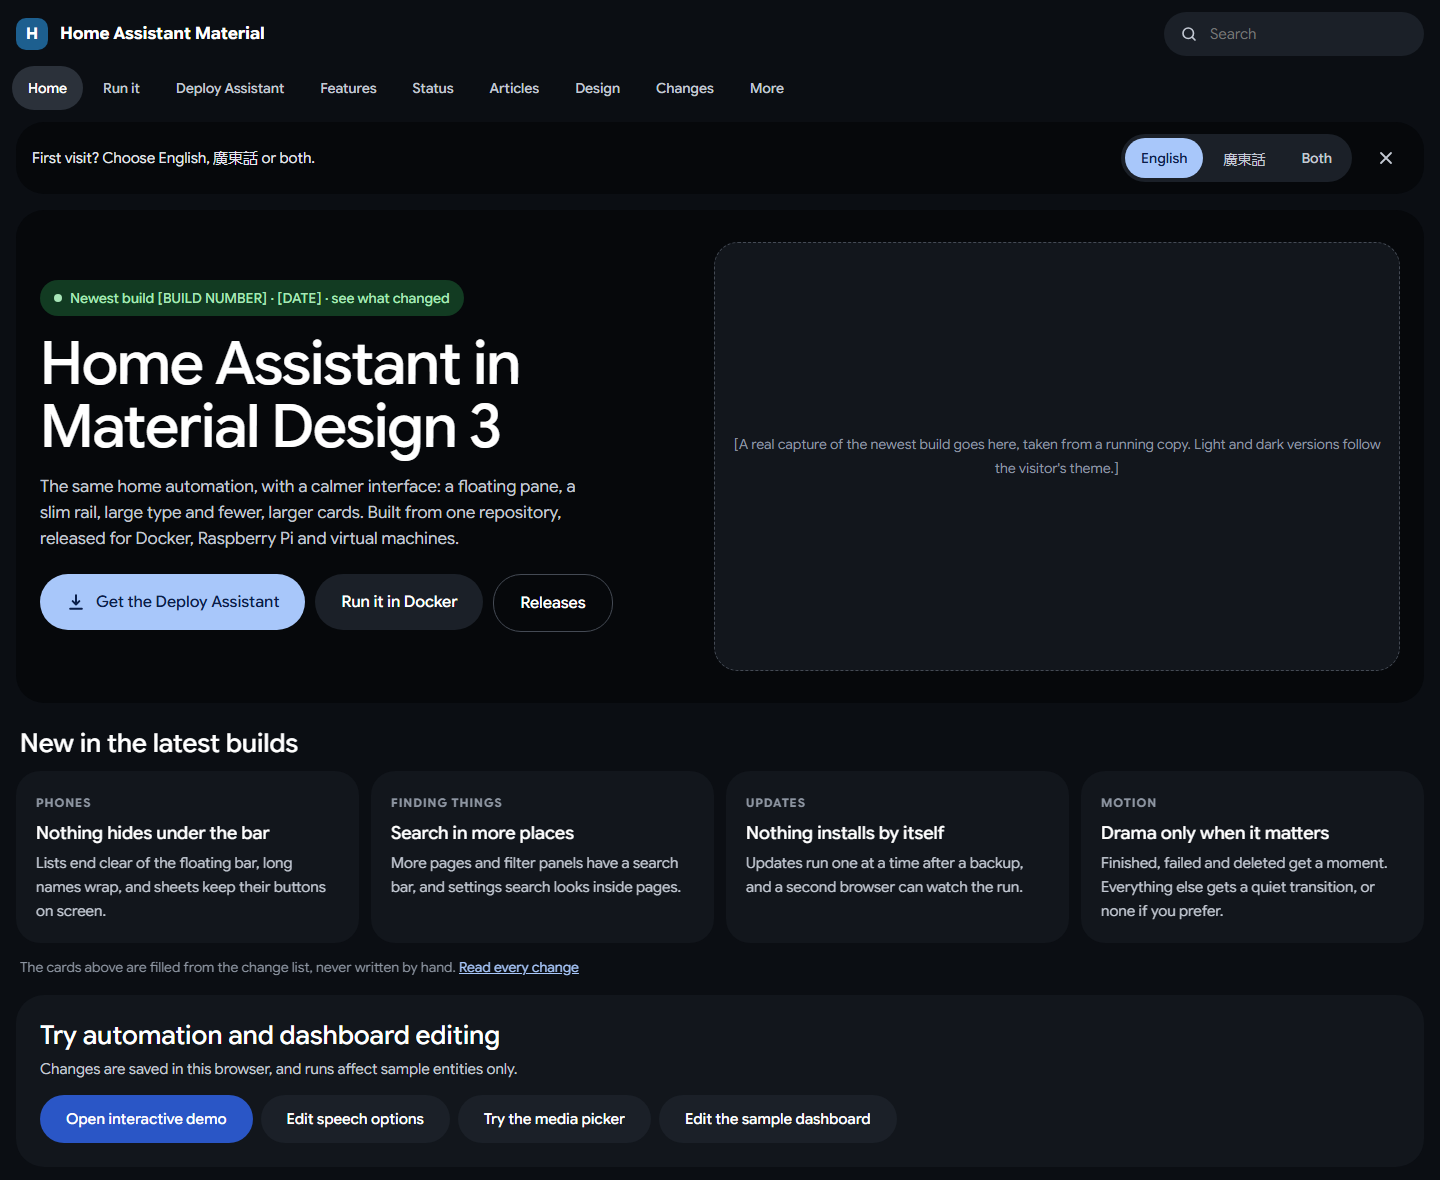 H
Home Assistant Material
Search
Home
Run it
Deploy Assistant
Features
Status
Articles
Design
Changes
More
First visit? Choose English, 廣東話 or both.
English
廣東話
Both
Newest build [BUILD NUMBER] · [DATE] · see what changed
Home Assistant in
Material Design 3
The same home automation, with a calmer interface: a floating pane, a
slim rail, large type and fewer, larger cards. Built from one repository,
released for Docker, Raspberry Pi and virtual machines.
Get the Deploy Assistant
Run it in Docker
Releases
[A real capture of the newest build goes here, taken from a running copy. Light and dark versions follow
the visitor's theme.]
New in the latest builds
PHONES
Nothing hides under the bar
Lists end clear of the floating bar, long
names wrap, and sheets keep their buttons
on screen.
FINDING THINGS
Search in more places
More pages and filter panels have a search
bar, and settings search looks inside pages.
UPDATES
Nothing installs by itself
Updates run one at a time after a backup,
and a second browser can watch the run.
MOTION
Drama only when it matters
Finished, failed and deleted get a moment.
Everything else gets a quiet transition, or
none if you prefer.
The cards above are filled from the change list, never written by hand. Read every change
Try automation and dashboard editing
Changes are saved in this browser, and runs affect sample entities only.
Open interactive demo
Edit speech options
Try the media picker
Edit the sample dashboard